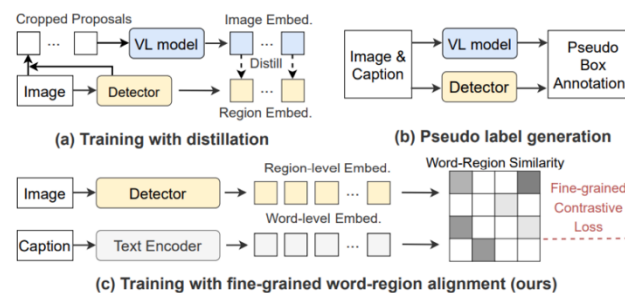 Cropped Proposals
Image Embed.
...
VL model
...
Distill
Image
Detector
...
Region Embed.
(a) Training with distillation
Image &
Caption
VL model
Detector
Pseudo
Box
Annotation
(b) Pseudo label generation
Region-level Embed.
Word-Region Similarity
Image
Detector
...
Word-level Embed.
Caption
Text Encoder
...
Fine-grained
Contrastive
Loss
(c) Training with fine-grained word-region alignment (ours)